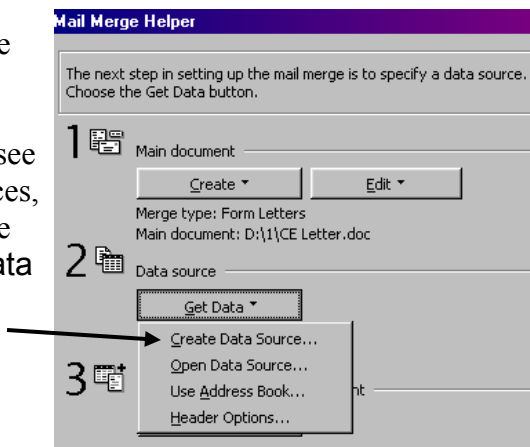 e
see
ces,
e
ata
Mail Merge Helper
The next step in setting up the mail merge is to specify a data source.
Choose the Get Data button.
1 Main document
Create Edit
Merge type: Form Letters
Main document: D:\1\CE Letter.doc
2 Data source
Get Data
Create Data Source...
Open Data Source...
Use Address Book...
3
Header Options...